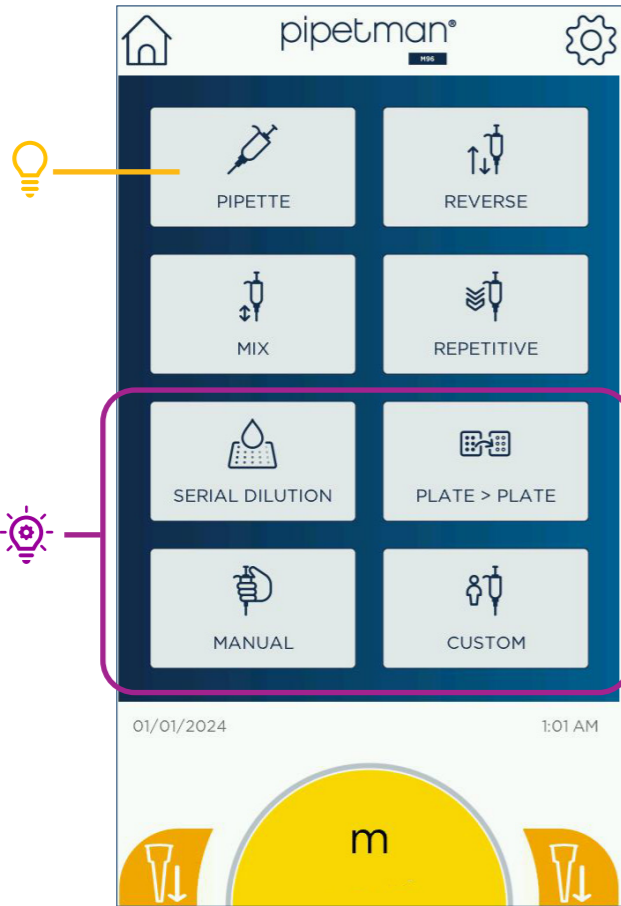 pipetman®
M96
PIPETTE
REVERSE
MIX
REPETITIVE
SERIAL DILUTION
PLATE > PLATE
MANUAL
CUSTOM
01/01/2024
1:01 AM
m